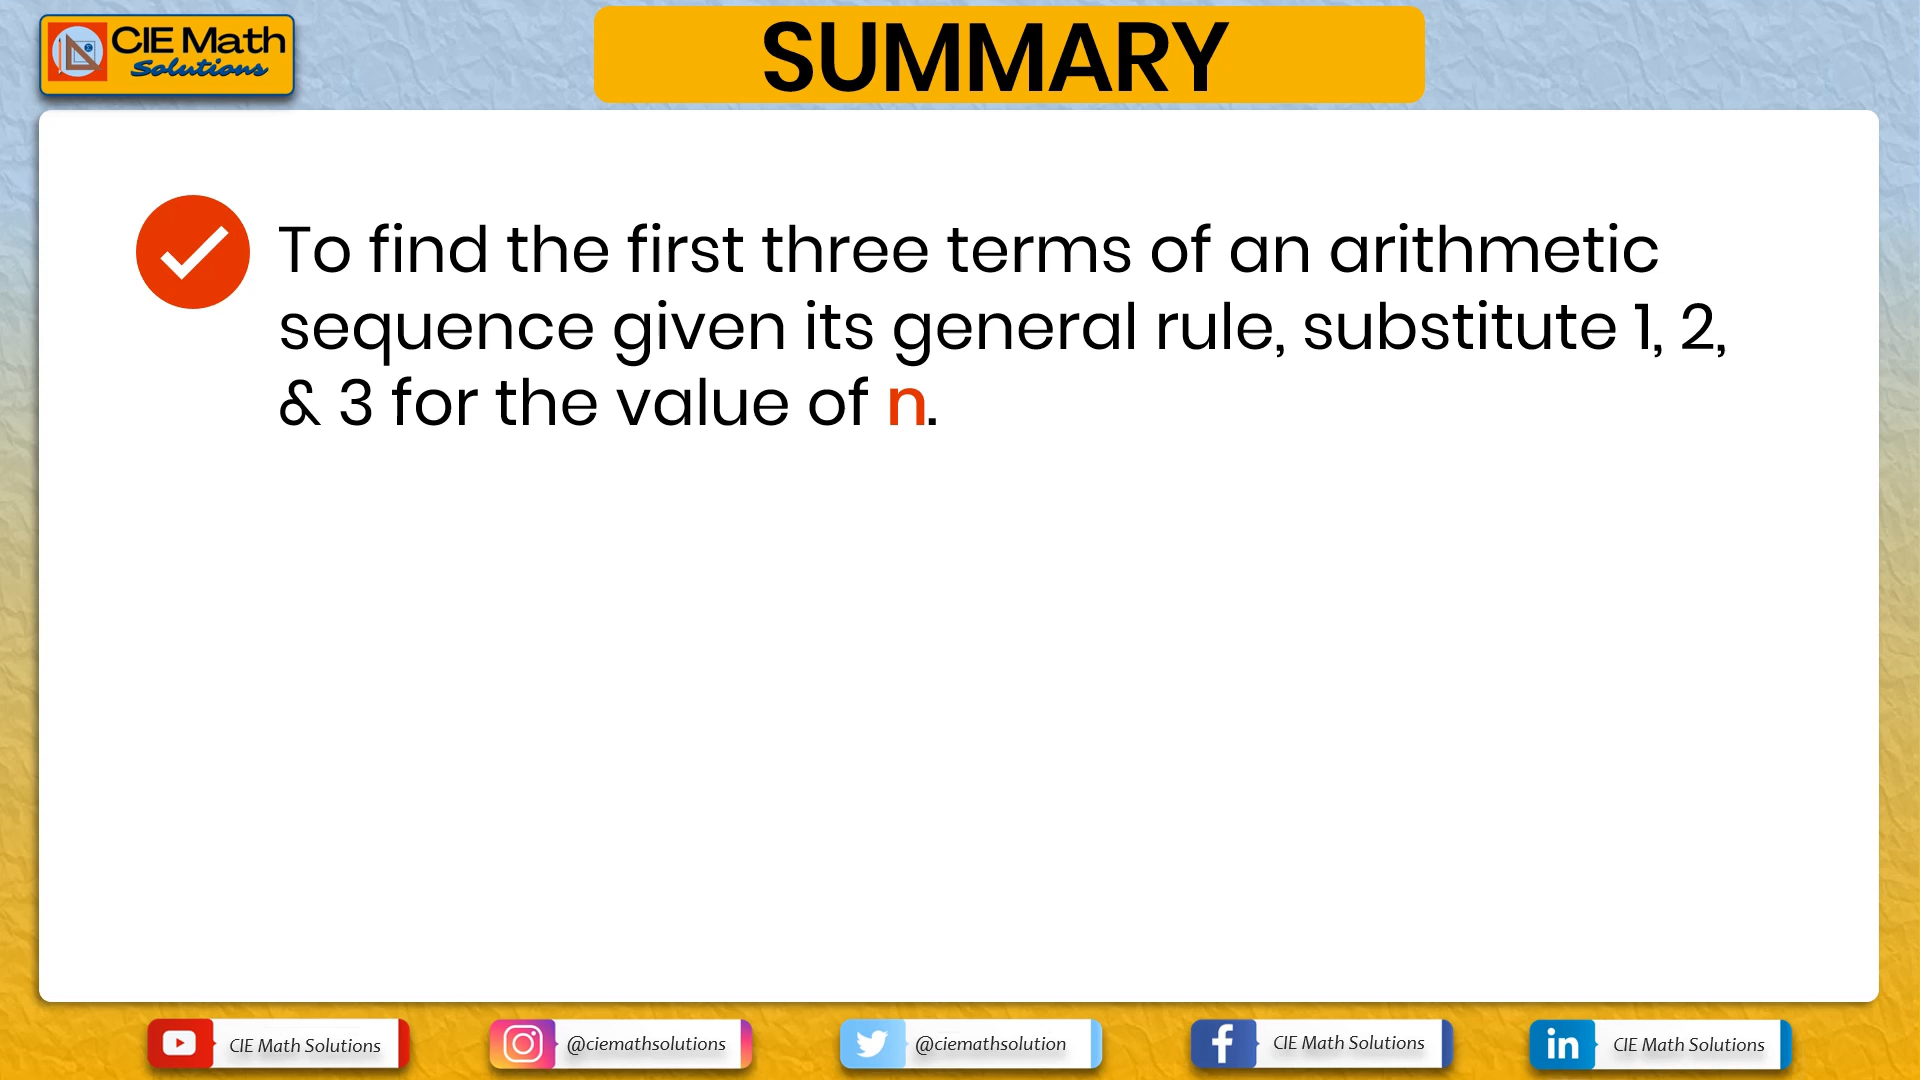 CIE Math
Solutions
SUMMARY
To find the first three terms of an arithmetic
sequence given its general rule, substitute 1, 2,
& 3 for the value of n.
CIE Math Solutions
@ciemathsolutions
@ciemathsolution
CIE Math Solutions
in
CIE Math Solutions